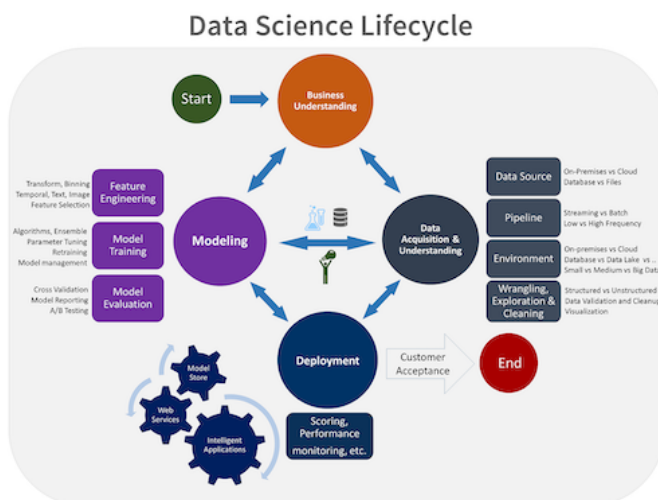 Data Science Lifecycle
Start
Business
Understanding
Feature
Engineering
Transform, Binning
Temporal, Text, Image
Feature Selection
Model
Training
Algorithms, Ensemble
Parameter Tuning
Retraining
Model management
Model
Evaluation
Cross Validation
Model Reporting
A/B Testing
Modeling
Data
Acquisition &
Understanding
Data Source
On-Premises vs Cloud
Database vs Files
Pipeline
Streaming vs Batch
Low vs High Frequency
Environment
On-premises vs Cloud
Database vs Data Lake vs ..
Small vs Medium vs Big Data
Wrangling,
Exploration &
Cleaning
Structured vs Unstructured
Data Validation and Cleanup
Visualization
Deployment
Customer
Acceptance
End
Scoring,
Performance
monitoring, etc.
Model
Store
Web
Services
Intelligent
Applications